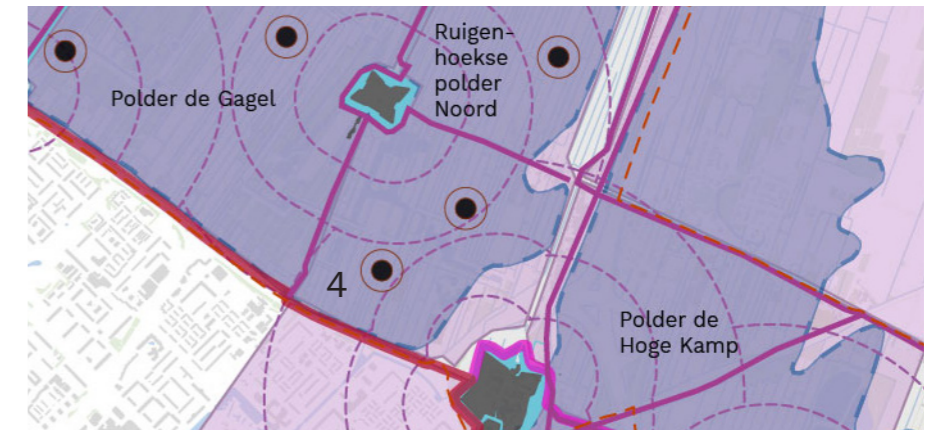 Ruigen-
hoekse
polder
Noord
Polder de Gagel
4
Polder de
Hoge Kamp